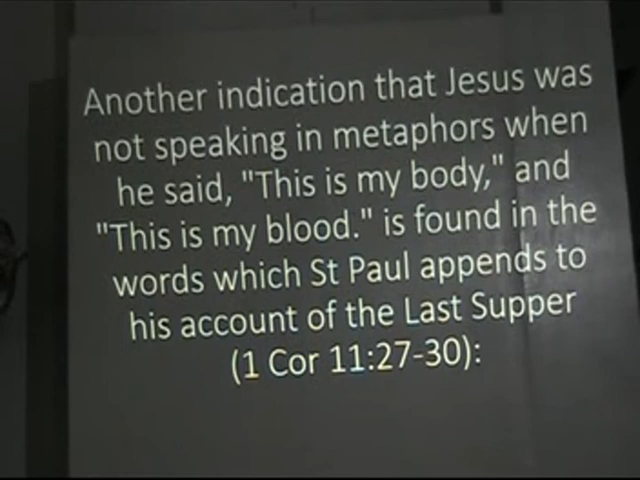 Another indication that Jesus was
not speaking in metaphors when
he said, "This is my body," and
"This is my blood." is found in the
words which St Paul appends to
his account of the Last Supper
(1 Cor 11:27-30):